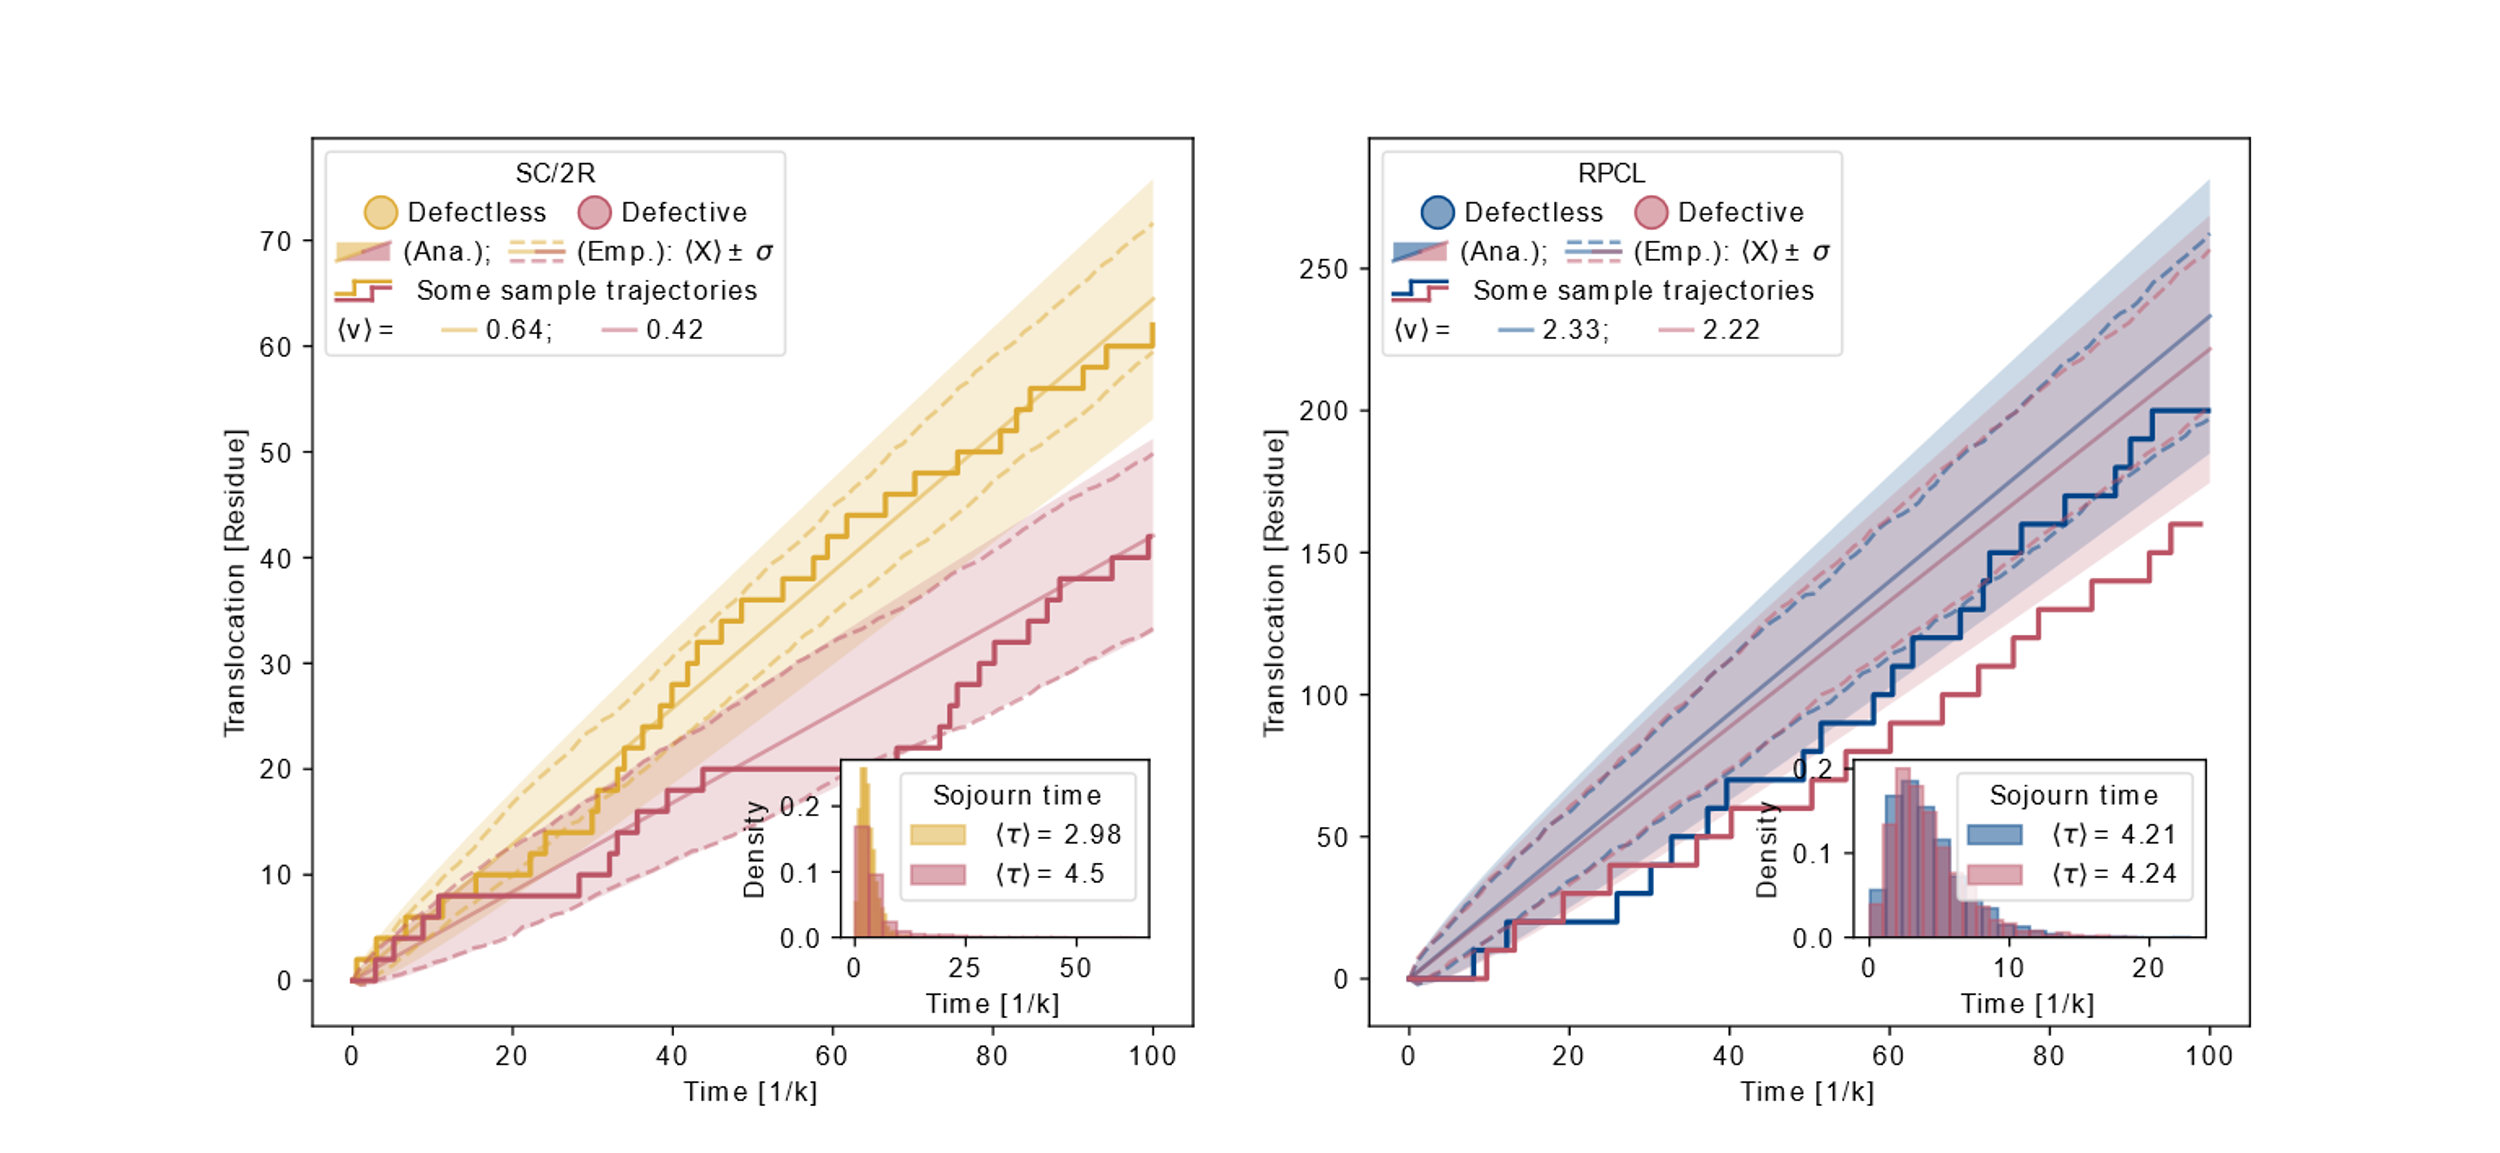 SC/2R
Defectless Defective
(Ana.); (Emp.): ⟨X⟩ ± σ
Some sample trajectories
⟨v⟩ = 0.64; 0.42
Translocation [Residue]
70
60
50
40
30
20
10
0
0 20 40 60 80 100
Time [1/k]
Sojourn time
⟨τ⟩ = 2.98
⟨τ⟩ = 4.5
Density
0.2
0.1
0.0
0 25 50
Time [1/k]
RPCL
Defectless Defective
(Ana.); (Emp.): ⟨X⟩ ± σ
Some sample trajectories
⟨v⟩ = 2.33; 2.22
Translocation [Residue]
250
200
150
100
50
0
0 20 40 60 80 100
Time [1/k]
Sojourn time
⟨τ⟩ = 4.21
⟨τ⟩ = 4.24
Density
0.2
0.1
0.0
0 10 20
Time [1/k]